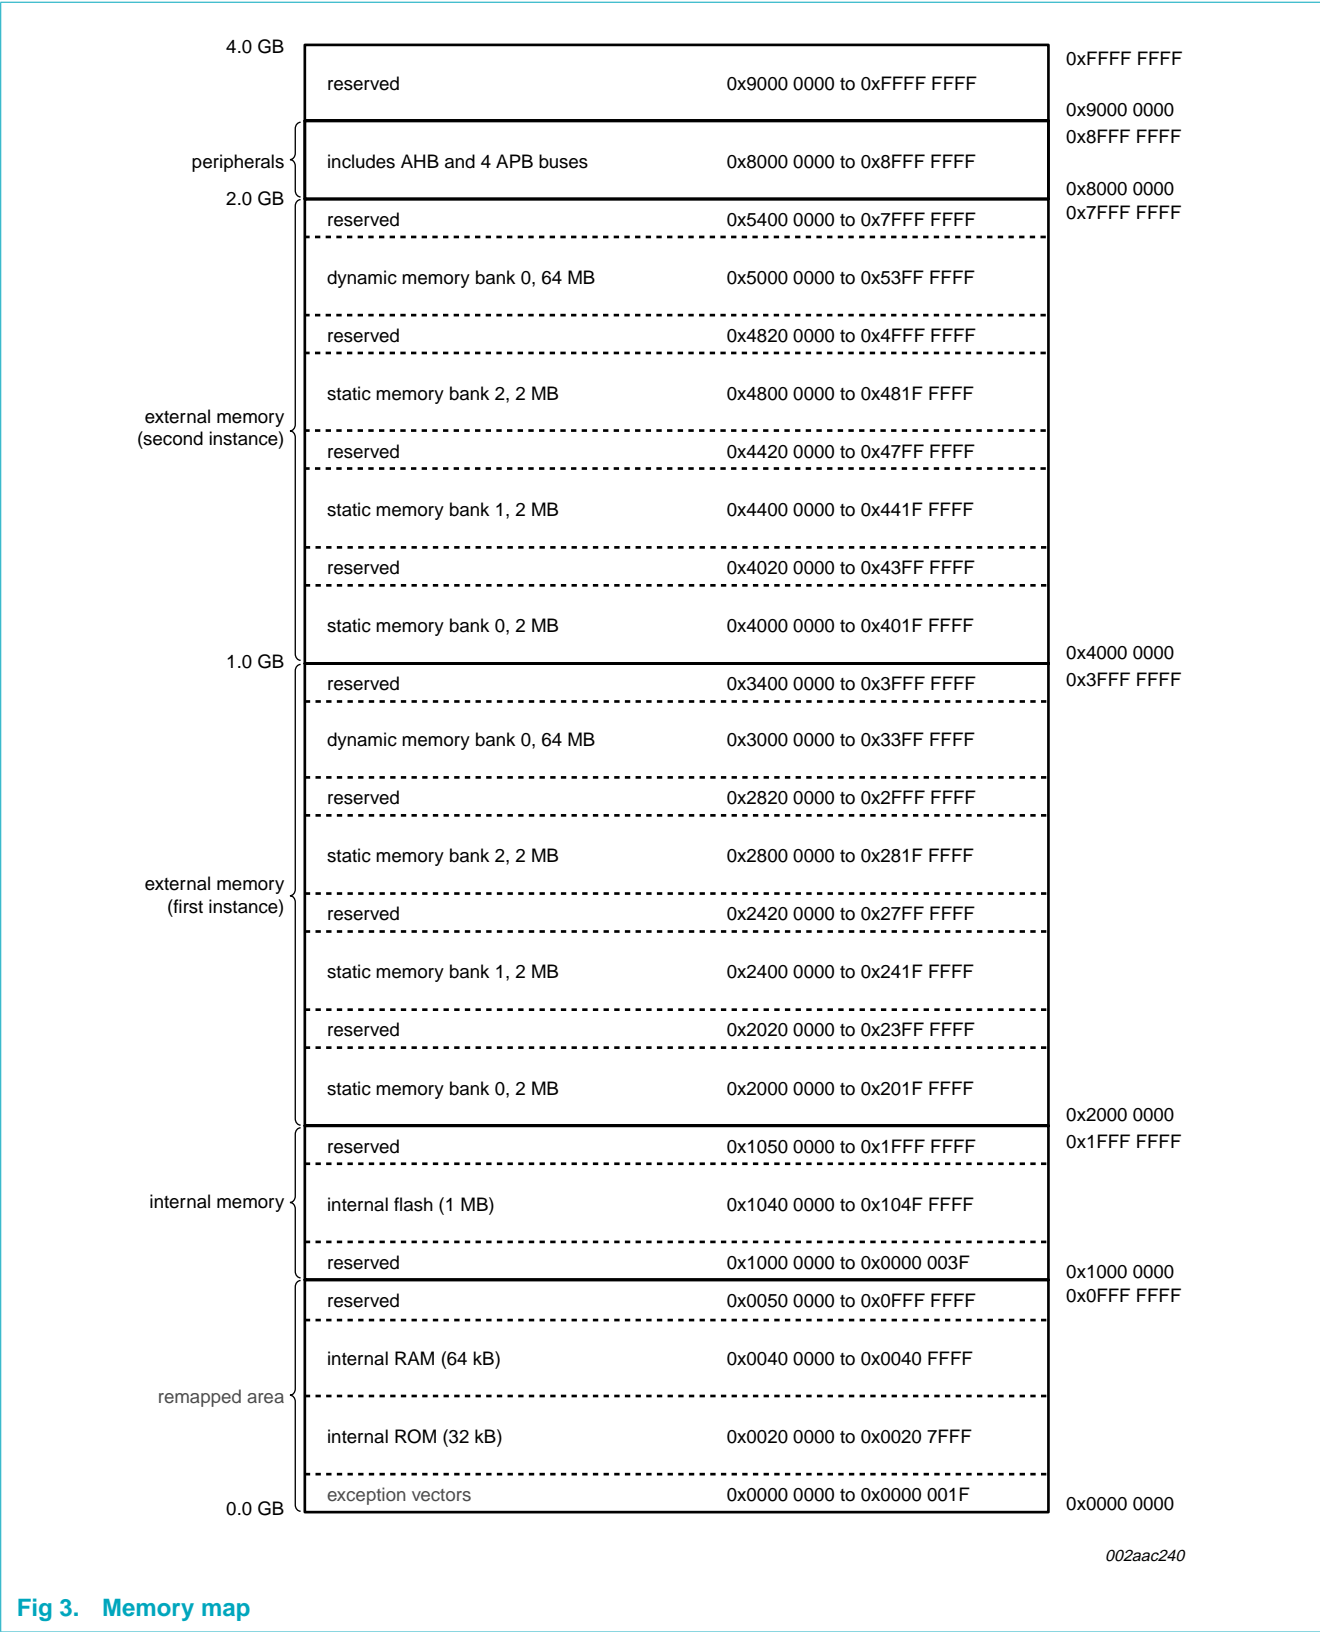 4.0 GB
0xFFFF FFFF
reserved 0x9000 0000 to 0xFFFF FFFF
0x9000 0000
0x8FFF FFFF
peripherals includes AHB and 4 APB buses 0x8000 0000 to 0x8FFF FFFF
0x8000 0000
2.0 GB
0x7FFF FFFF
reserved 0x5400 0000 to 0x7FFF FFFF
dynamic memory bank 0, 64 MB 0x5000 0000 to 0x53FF FFFF
reserved 0x4820 0000 to 0x4FFF FFFF
static memory bank 2, 2 MB 0x4800 0000 to 0x481F FFFF
external memory
(second instance)
reserved 0x4420 0000 to 0x47FF FFFF
static memory bank 1, 2 MB 0x4400 0000 to 0x441F FFFF
reserved 0x4020 0000 to 0x43FF FFFF
static memory bank 0, 2 MB 0x4000 0000 to 0x401F FFFF
0x4000 0000
1.0 GB
0x3FFF FFFF
reserved 0x3400 0000 to 0x3FFF FFFF
dynamic memory bank 0, 64 MB 0x3000 0000 to 0x33FF FFFF
reserved 0x2820 0000 to 0x2FFF FFFF
static memory bank 2, 2 MB 0x2800 0000 to 0x281F FFFF
external memory
(first instance)
reserved 0x2420 0000 to 0x27FF FFFF
static memory bank 1, 2 MB 0x2400 0000 to 0x241F FFFF
reserved 0x2020 0000 to 0x23FF FFFF
static memory bank 0, 2 MB 0x2000 0000 to 0x201F FFFF
0x2000 0000
0x1FFF FFFF
reserved 0x1050 0000 to 0x1FFF FFFF
internal memory internal flash (1 MB) 0x1040 0000 to 0x104F FFFF
reserved 0x1000 0000 to 0x0000 003F
0x1000 0000
0x0FFF FFFF
reserved 0x0050 0000 to 0x0FFF FFFF
internal RAM (64 kB) 0x0040 0000 to 0x0040 FFFF
remapped area
internal ROM (32 kB) 0x0020 0000 to 0x0020 7FFF
exception vectors 0x0000 0000 to 0x0000 001F
0.0 GB
0x0000 0000
002aac240
Fig 3. Memory map